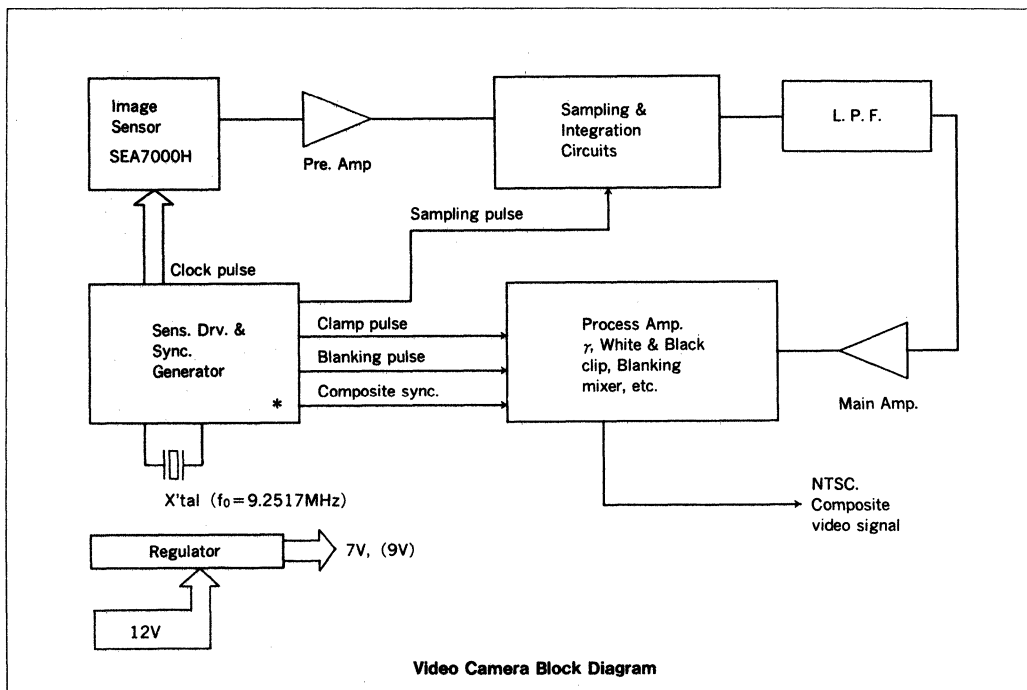 Image
Sensor
SEA7000H
Pre. Amp
Sampling &
Integration
Circuits
L. P. F.
Sampling pulse
Clock pulse
Sens. Drv. &
Sync.
Generator
*
Clamp pulse
Blanking pulse
Composite sync.
Process Amp.
γ, White & Black
clip, Blanking
mixer, etc.
Main Amp.
X'tal (f₀=9.2517MHz)
NTSC.
Composite
video signal
Regulator
7V, (9V)
12V
Video Camera Block Diagram